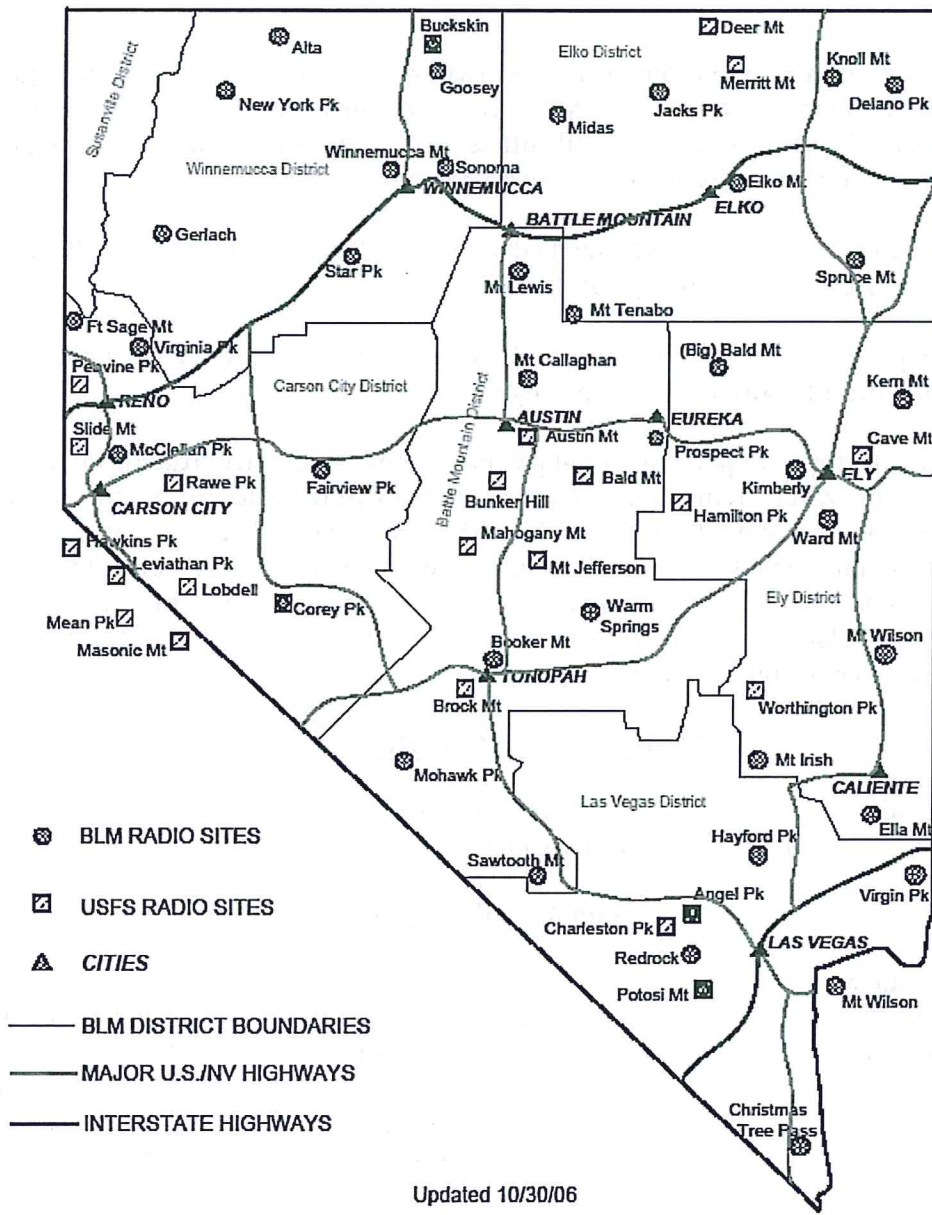 Buckskin
Deer Mt
Alta
Elko District
Knoll Mt
Susanville District
Goosey
Merritt Mt
New York Pk
Jacks Pk
Delano Pk
Midas
Winnemucca Mt
Sonoma
Winnemucca District
WINNEMUCCA
Elko Mt
ELKO
BATTLE MOUNTAIN
Gerlach
Star Pk
Mt Lewis
Spruce Mt
Mt Tenabo
Ft Sage Mt
Virginia Pk
Mt Callaghan
(Big) Bald Mt
Peavine Pk
Carson City District
Kern Mt
RENO
Battle Mountain District
AUSTIN
EUREKA
Slide Mt
Austin Mt
Cave Mt
McClellan Pk
Prospect Pk
Rawe Pk
Fairview Pk
Bald Mt
Kimberly
ELY
CARSON CITY
Bunker Hill
Hamilton Pk
Mahogany Mt
Ward Mt
Hawkins Pk
Leviathan Pk
Mt Jefferson
Lobdell
Ely District
Mean Pk
Corey Pk
Warm
Springs
Masonic Mt
Booker Mt
Mt Wilson
TONOPAH
Brock Mt
Worthington Pk
Mohawk Pk
Mt Irish
CALIENTE
Las Vegas District
Ella Mt
BLM RADIO SITES
Hayford Pk
Sawtooth Mt
Virgin Pk
USFS RADIO SITES
Angel Pk
Charleston Pk
LAS VEGAS
CITIES
Redrock
Potosi Mt
Mt Wilson
BLM DISTRICT BOUNDARIES
MAJOR U.S./NV HIGHWAYS
INTERSTATE HIGHWAYS
Christmas
Tree Pass
Updated 10/30/06